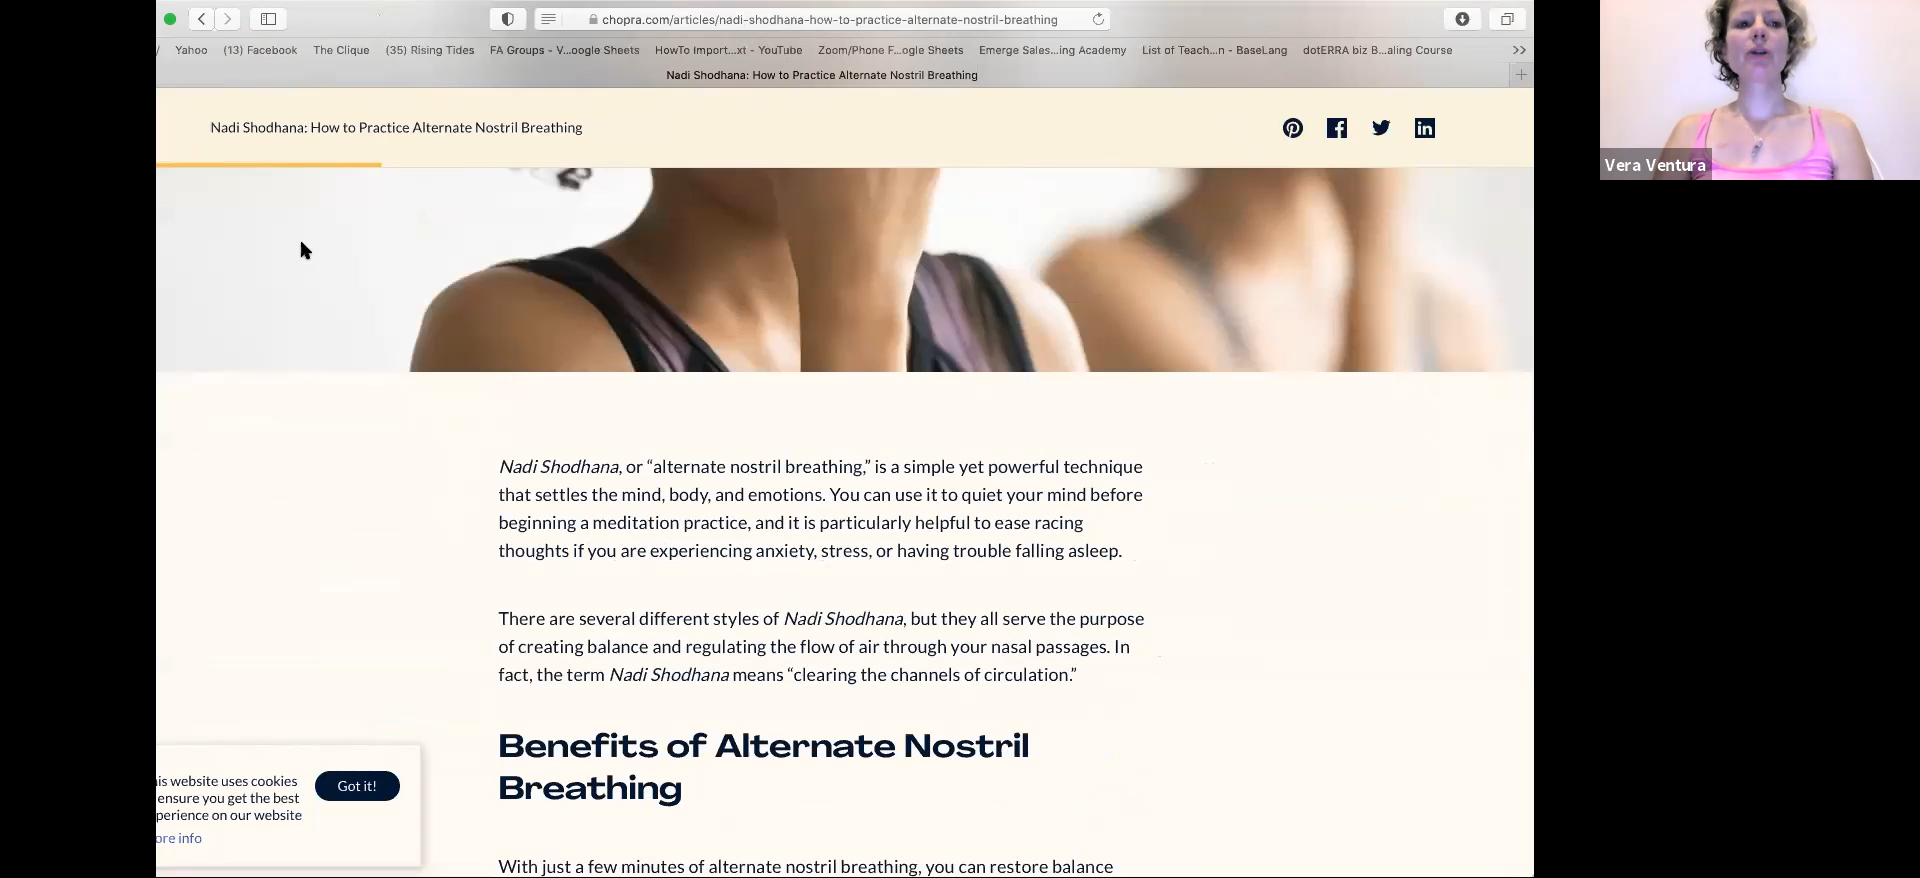 chopra.com/articles/nadi-shodhana-how-to-practice-alternate-nostril-breathing
Yahoo (13) Facebook The Clique (35) Rising Tides FA Groups - V...oogle Sheets HowTo Import...xt - YouTube Zoom/Phone F...ogle Sheets Emerge Sales...ing Academy List of Teach...n - BaseLang dotERRA biz B...aling Course >>
Nadi Shodhana: How to Practice Alternate Nostril Breathing
Nadi Shodhana: How to Practice Alternate Nostril Breathing
Vera Ventura
Nadi Shodhana, or “alternate nostril breathing,” is a simple yet powerful technique
that settles the mind, body, and emotions. You can use it to quiet your mind before
beginning a meditation practice, and it is particularly helpful to ease racing
thoughts if you are experiencing anxiety, stress, or having trouble falling asleep.
There are several different styles of Nadi Shodhana, but they all serve the purpose
of creating balance and regulating the flow of air through your nasal passages. In
fact, the term Nadi Shodhana means “clearing the channels of circulation.”
Benefits of Alternate Nostril
Breathing
With just a few minutes of alternate nostril breathing, you can restore balance
is website uses cookies
ensure you get the best
perience on our website
ore info
Got it!